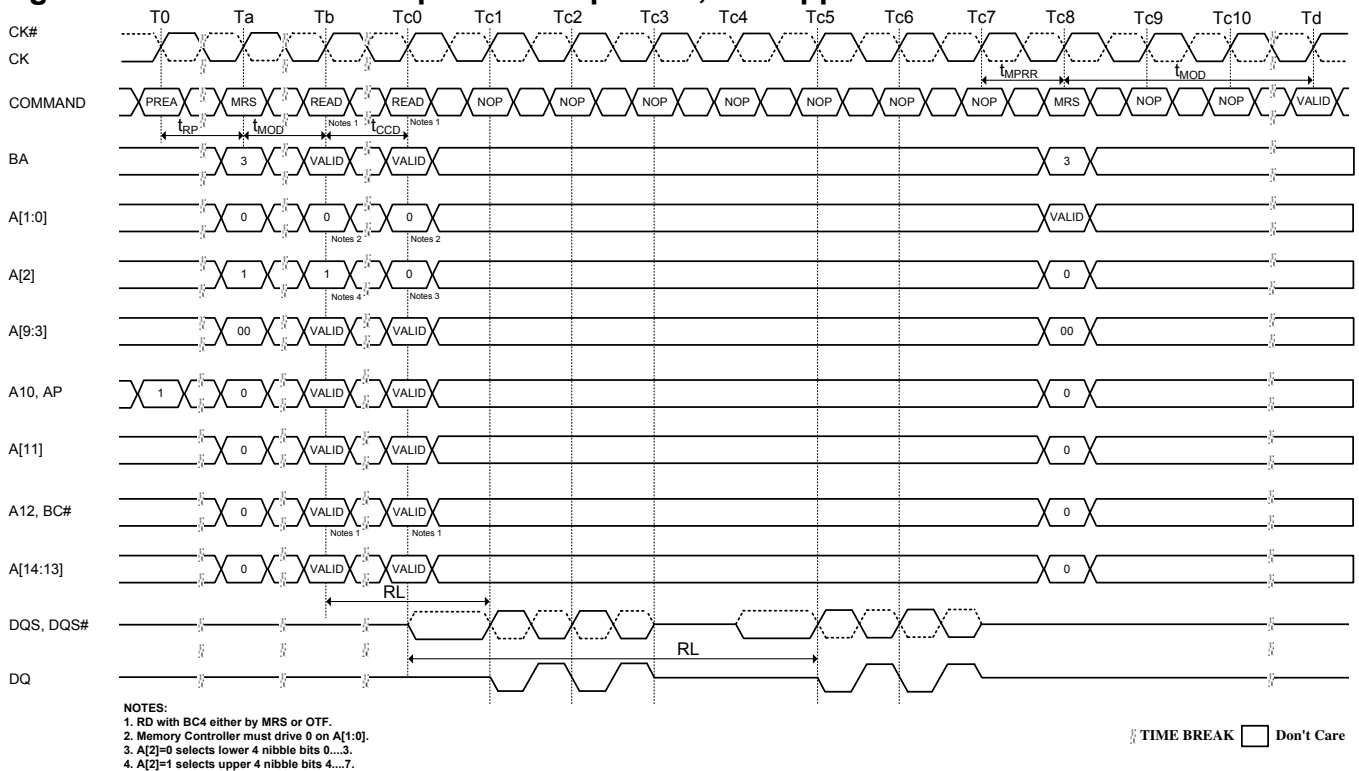 T0 Ta Tb Tc0 Tc1 Tc2 Tc3 Tc4 Tc5 Tc6 Tc7 Tc8 Tc9 Tc10 Td
CK#
CK
tMPRR tMOD
COMMAND PREA MRS READ READ NOP NOP NOP NOP NOP NOP NOP MRS NOP NOP VALID
Notes 1 Notes 1
tRP tMOD tCCD
BA 3 VALID VALID 3
A[1:0] 0 0 0 VALID
Notes 2 Notes 2
A[2] 1 1 0 0
Notes 4 Notes 3
A[9:3] 00 VALID VALID 00
A10, AP 1 0 VALID VALID 0
A[11] 0 VALID VALID 0
A12, BC# 0 VALID VALID 0
Notes 1 Notes 1
A[14:13] 0 VALID VALID 0
RL
DQS, DQS#
RL
DQ
NOTES:
1. RD with BC4 either by MRS or OTF.
2. Memory Controller must drive 0 on A[1:0].
3. A[2]=0 selects lower 4 nibble bits 0....3.
4. A[2]=1 selects upper 4 nibble bits 4....7.
TIME BREAK Don't Care